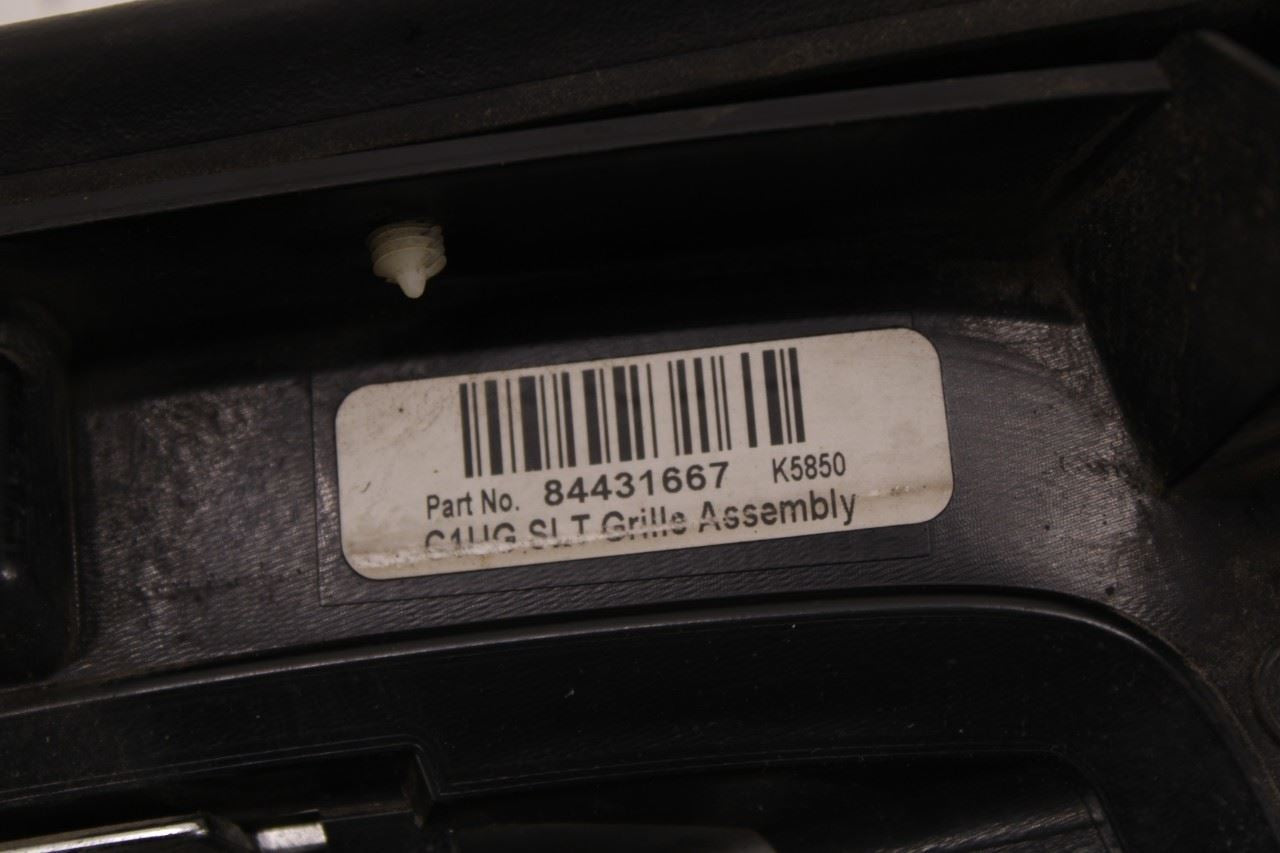 Part No. 84431667 K5850
C1UG SLT Grille Assembly